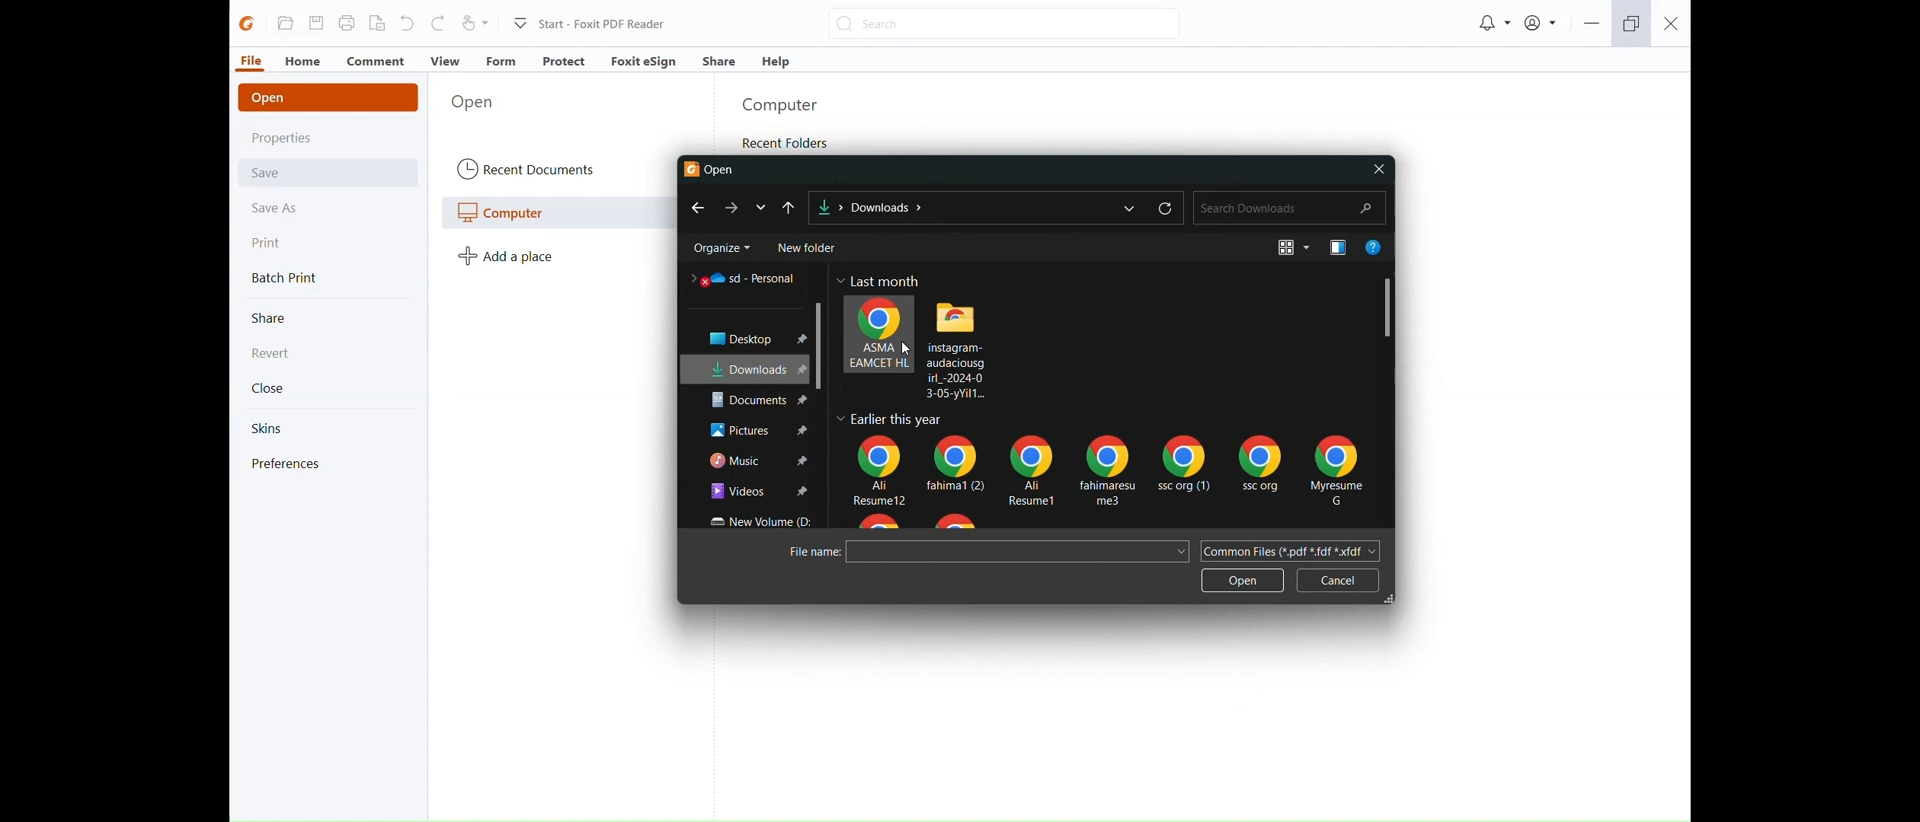 Start - Foxit PDF Reader
Search
File Home Comment View Form Protect Foxit eSign Share Help
Open
Properties
Save
Save As
Print
Batch Print
Share
Revert
Close
Skins
Preferences
Open
Recent Documents
Computer
Add a place
Computer
Recent Folders
Open
Downloads
Search Downloads
Organize New folder
sd - Personal
Desktop
Downloads
Documents
Pictures
Music
Videos
New Volume (D:
Last month
ASMA
EAMCET HL
instagram-
audaciousg
irl_-2024-0
3-05-yYil1...
Earlier this year
Ali
Resume12
fahima1 (2)
Ali
Resume1
fahimaresu
me3
ssc org (1)
ssc org
Myresume
G
File name:
Common Files (*.pdf *.fdf *.xfdf
Open Cancel